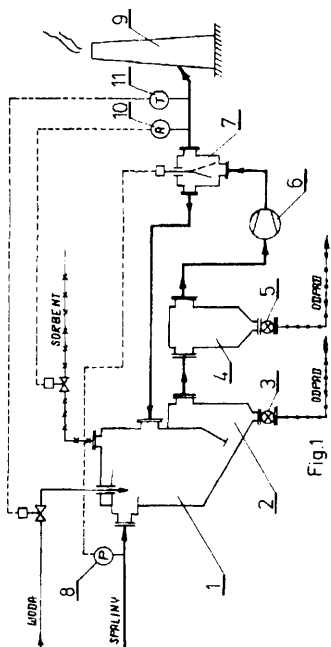 WODA
SPALINY
8
P
SORBENT
10
A
11
T
9
7
6
4
5
ODPAD
3
ODPAD
2
1
Fig.1